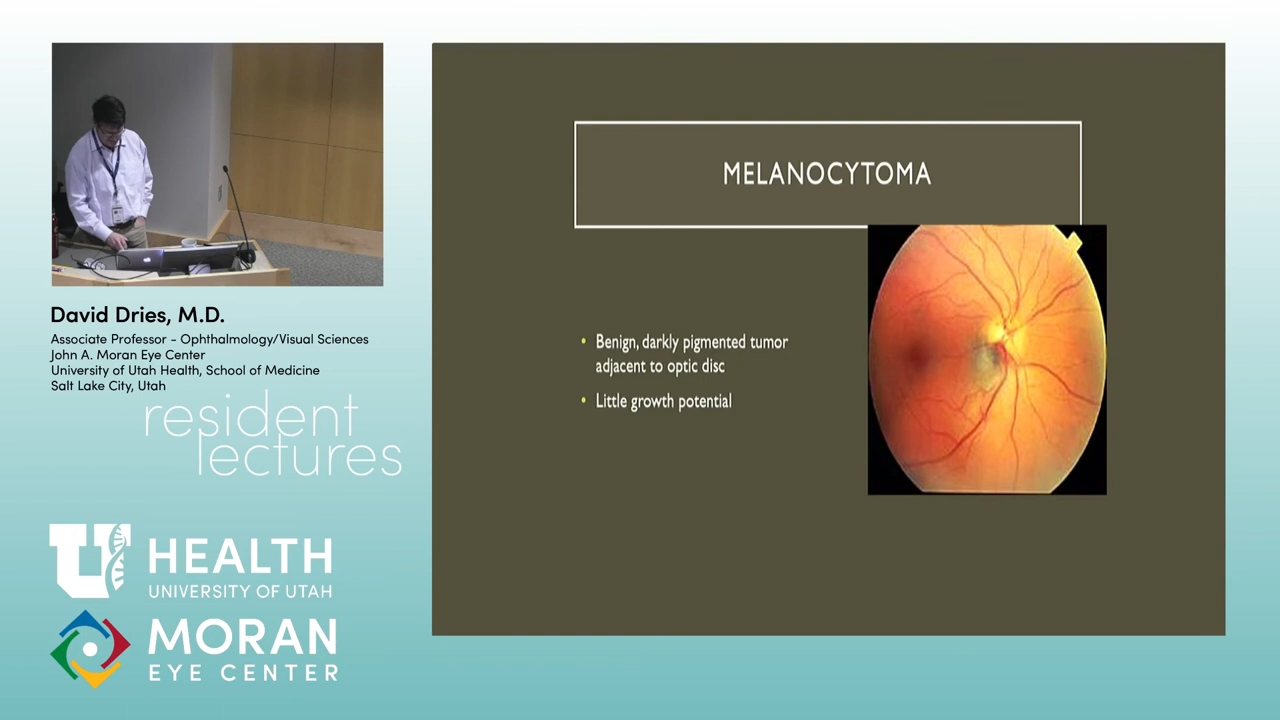 David Dries, M.D.
Associate Professor - Ophthalmology/Visual Sciences
John A. Moran Eye Center
University of Utah Health, School of Medicine
Salt Lake City, Utah
resident
lectures
U HEALTH
UNIVERSITY OF UTAH
MORAN
EYE CENTER
MELANOCYTOMA
• Benign, darkly pigmented tumor
adjacent to optic disc
• Little growth potential